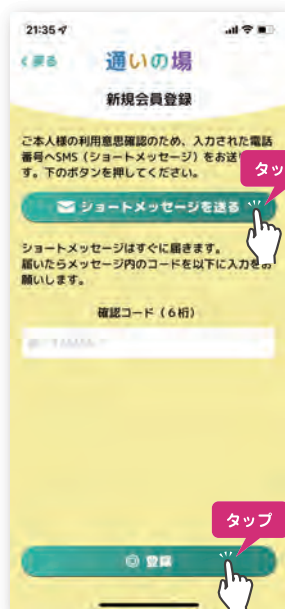 21:35
く戻る
通いの場
新規会員登録
ご本人様の利用意思確認のため、入力された電話
番号へSMS（ショートメッセージ）をお送
す。下のボタンを押してください。
タッ
ショートメッセージを送る
ショートメッセージはすぐに届きます。
届いたらメッセージ内のコードを以下に入力をお
願いします。
確認コード（6桁）
タップ
登録